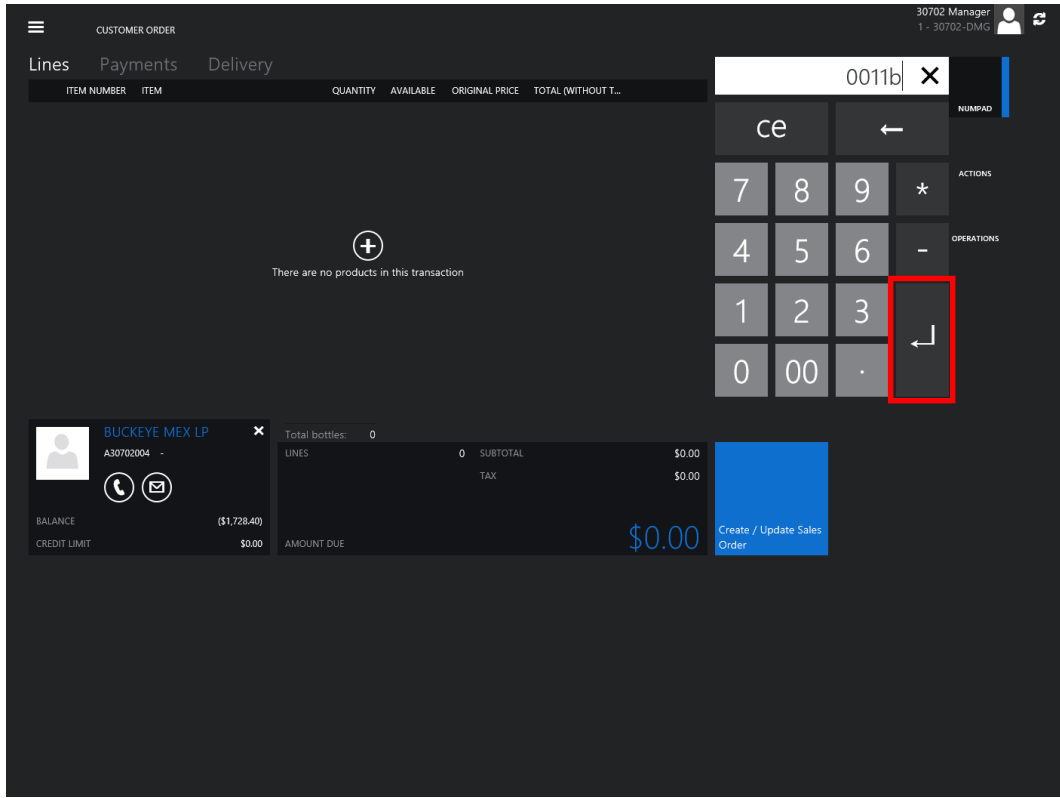 30702 Manager
1 - 30702-DMG
CUSTOMER ORDER
Lines Payments Delivery
ITEM NUMBER ITEM QUANTITY AVAILABLE ORIGINAL PRICE TOTAL (WITHOUT T...
There are no products in this transaction
0011b
NUMPAD
ce
7 8 9 *
ACTIONS
4 5 6 -
OPERATIONS
1 2 3
0 00 .
BUCKEYE MEX LP
A30702004 -
BALANCE ($1,728.40)
CREDIT LIMIT $0.00
Total bottles: 0
LINES 0 SUBTOTAL $0.00
TAX $0.00
AMOUNT DUE $0.00
Create / Update Sales
Order